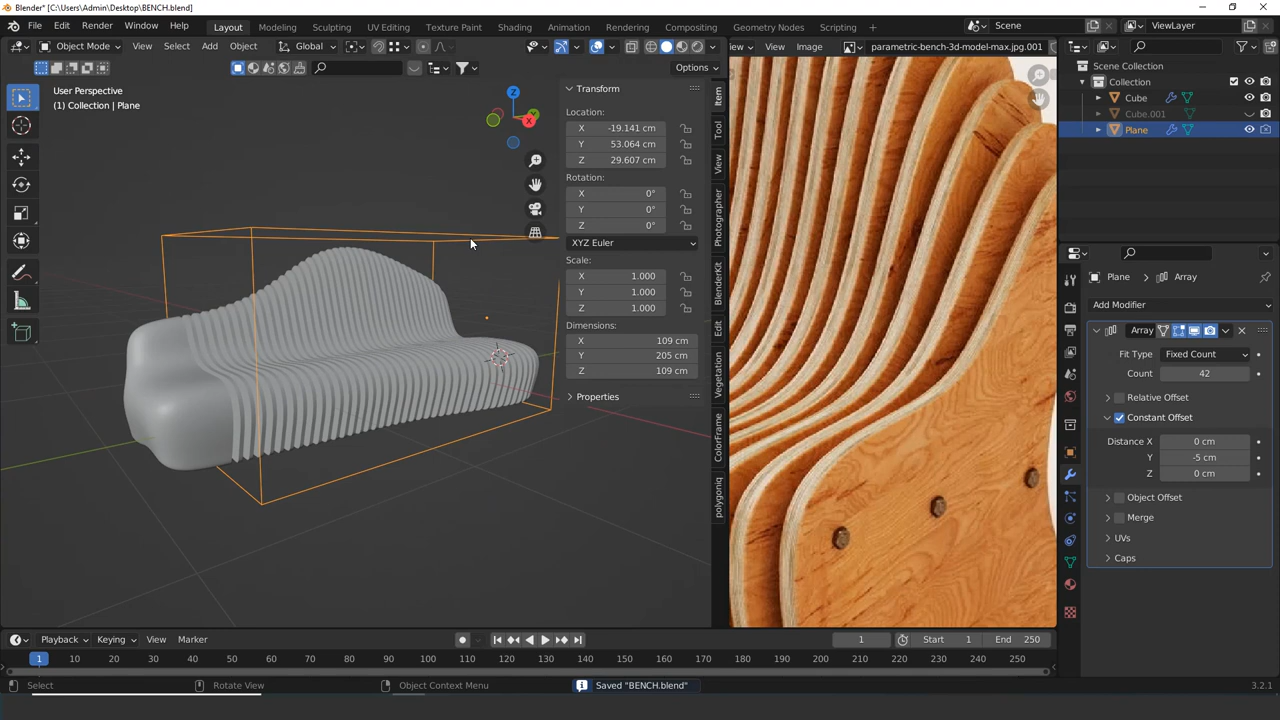 Blender* [C:\Users\Admin\Desktop\BENCH.blend]
File Edit Render Window Help Layout Modeling Sculpting UV Editing Texture Paint Shading Animation Rendering Compositing Geometry Nodes Scripting Scene ViewLayer
Object Mode View Select Add Object Global iew View Image parametric-bench-3d-model-max.jpg.001
Options
User Perspective
(1) Collection | Plane
Z
X
Transform
Location:
X -19.141 cm
Y 53.064 cm
Z 29.607 cm
Rotation:
X 0°
Y 0°
Z 0°
XYZ Euler
Scale:
X 1.000
Y 1.000
Z 1.000
Dimensions:
X 109 cm
Y 205 cm
Z 109 cm
Properties
Item
Tool
View
Photographer
BlenderKit
Edit
Vegetation
ColorFrame
polygoniq
Scene Collection
Collection
Cube
Cube.001
Plane
Plane Array
Add Modifier
Array
Fit Type Fixed Count
Count 42
Relative Offset
Constant Offset
Distance X 0 cm
Y -5 cm
Z 0 cm
Object Offset
Merge
UVs
Caps
Playback Keying View Marker 1 Start 1 End 250
1 10 20 30 40 50 60 70 80 90 100 110 120 130 140 150 160 170 180 190 200 210 220 230 240 250
Select Rotate View Object Context Menu Saved "BENCH.blend" 3.2.1